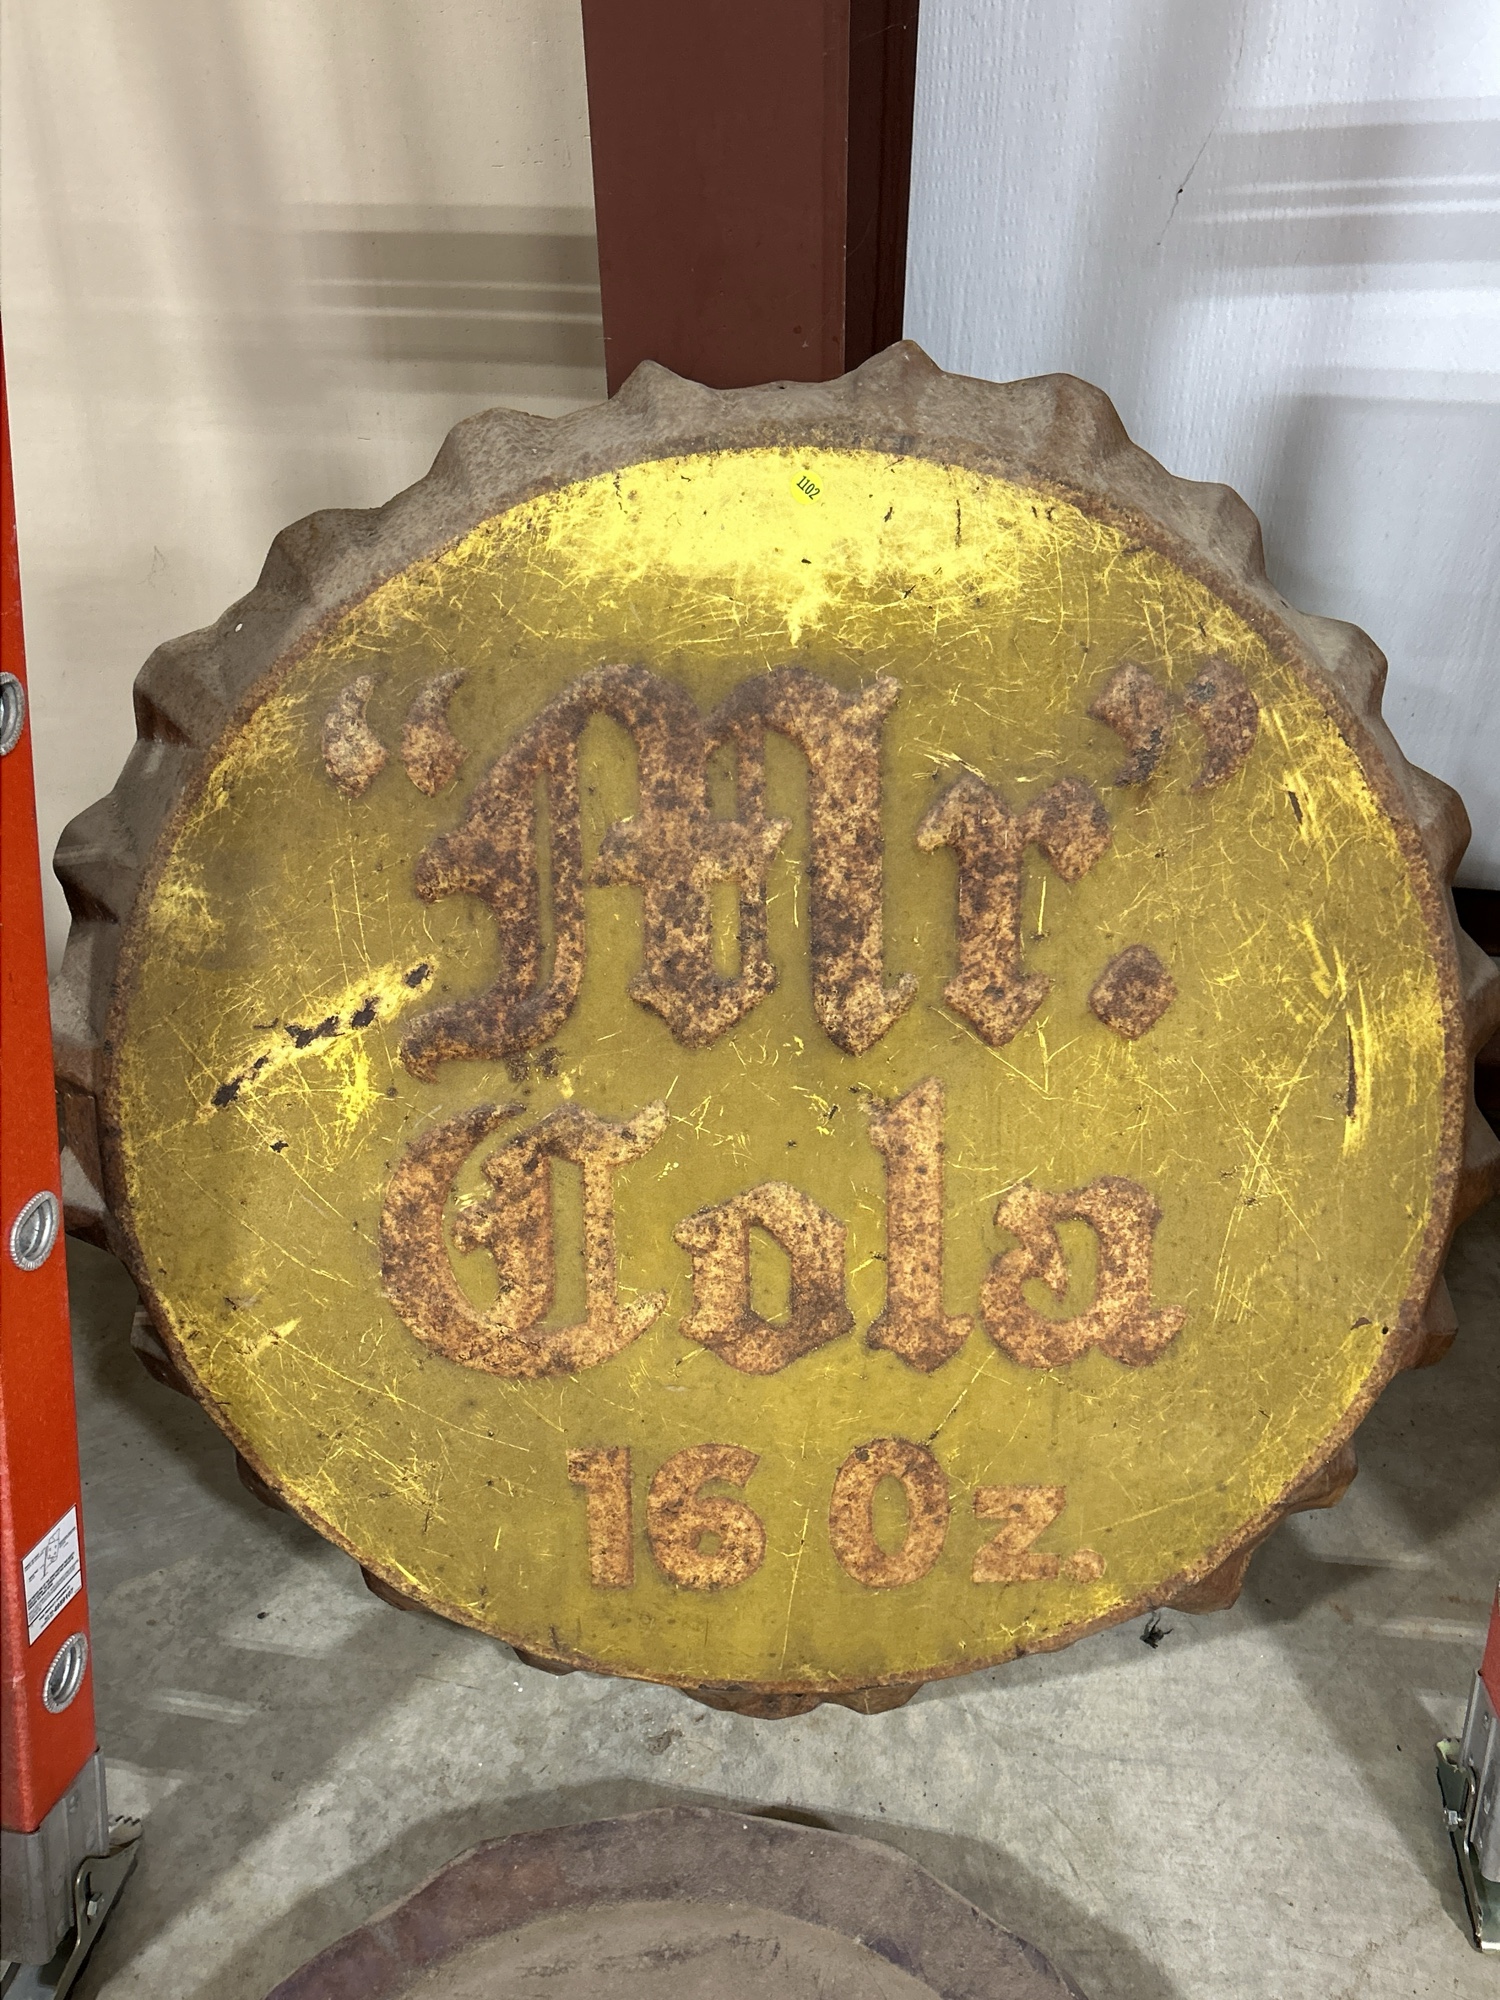 1102
“Mr.”
Cola
16 Oz.